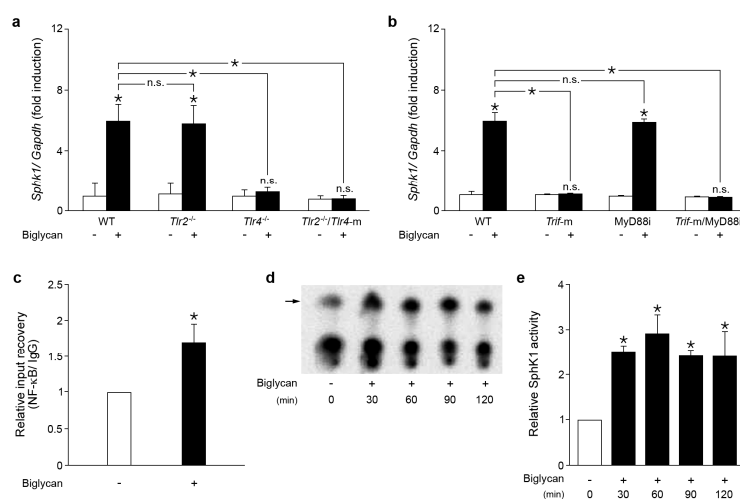 a
Sphk1/ Gapdh (fold induction)
12
8
4
0
*
*
n.s.
*
*
n.s.
n.s.
WT
Tlr2-/-
Tlr4-/-
Tlr2-/-/Tlr4-m
Biglycan - + - + - + - +
b
Sphk1/ Gapdh (fold induction)
12
8
4
0
*
n.s.
*
*
*
n.s.
n.s.
WT
Trif-m
MyD88i
Trif-m/MyD88i
Biglycan - + - + - + - +
c
Relative input recovery
(NF-κB/ IgG)
2.5
2.0
1.5
1
0.5
0
*
Biglycan - +
d
Biglycan - + + + +
(min) 0 30 60 90 120
e
Relative SphK1 activity
4
3
2
1
0
* * * *
Biglycan - + + + +
(min) 0 30 60 90 120